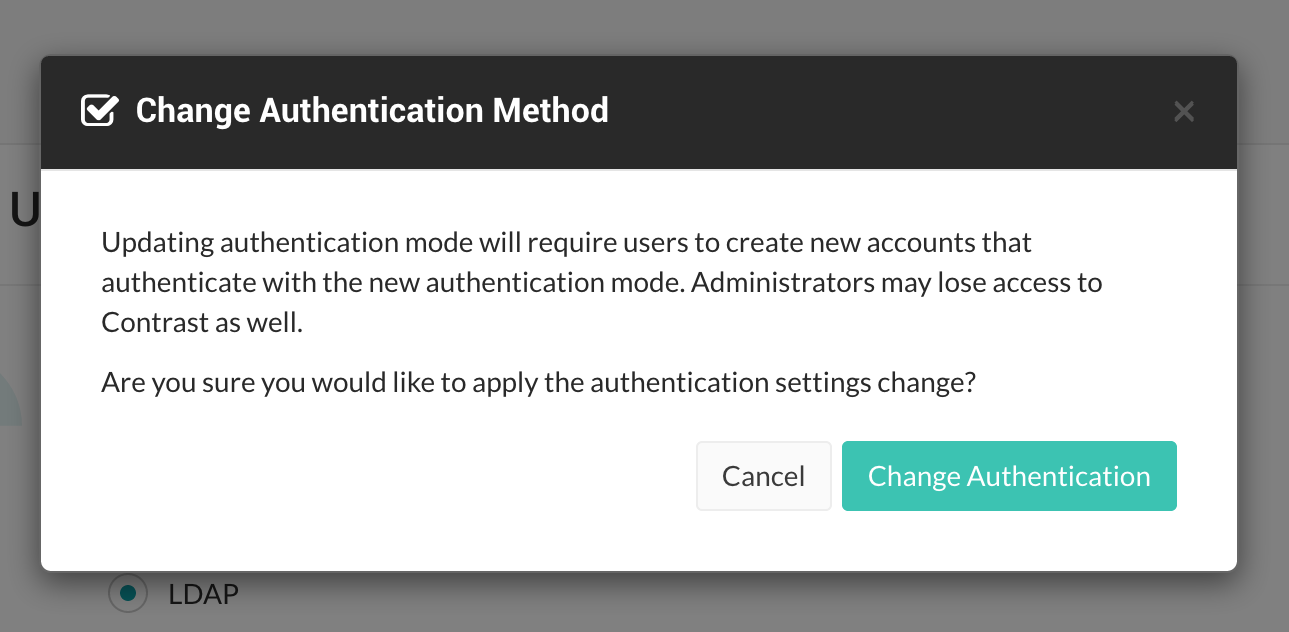 Change Authentication Method
U
Updating authentication mode will require users to create new accounts that
authenticate with the new authentication mode. Administrators may lose access to
Contrast as well.
Are you sure you would like to apply the authentication settings change?
Cancel
Change Authentication
LDAP